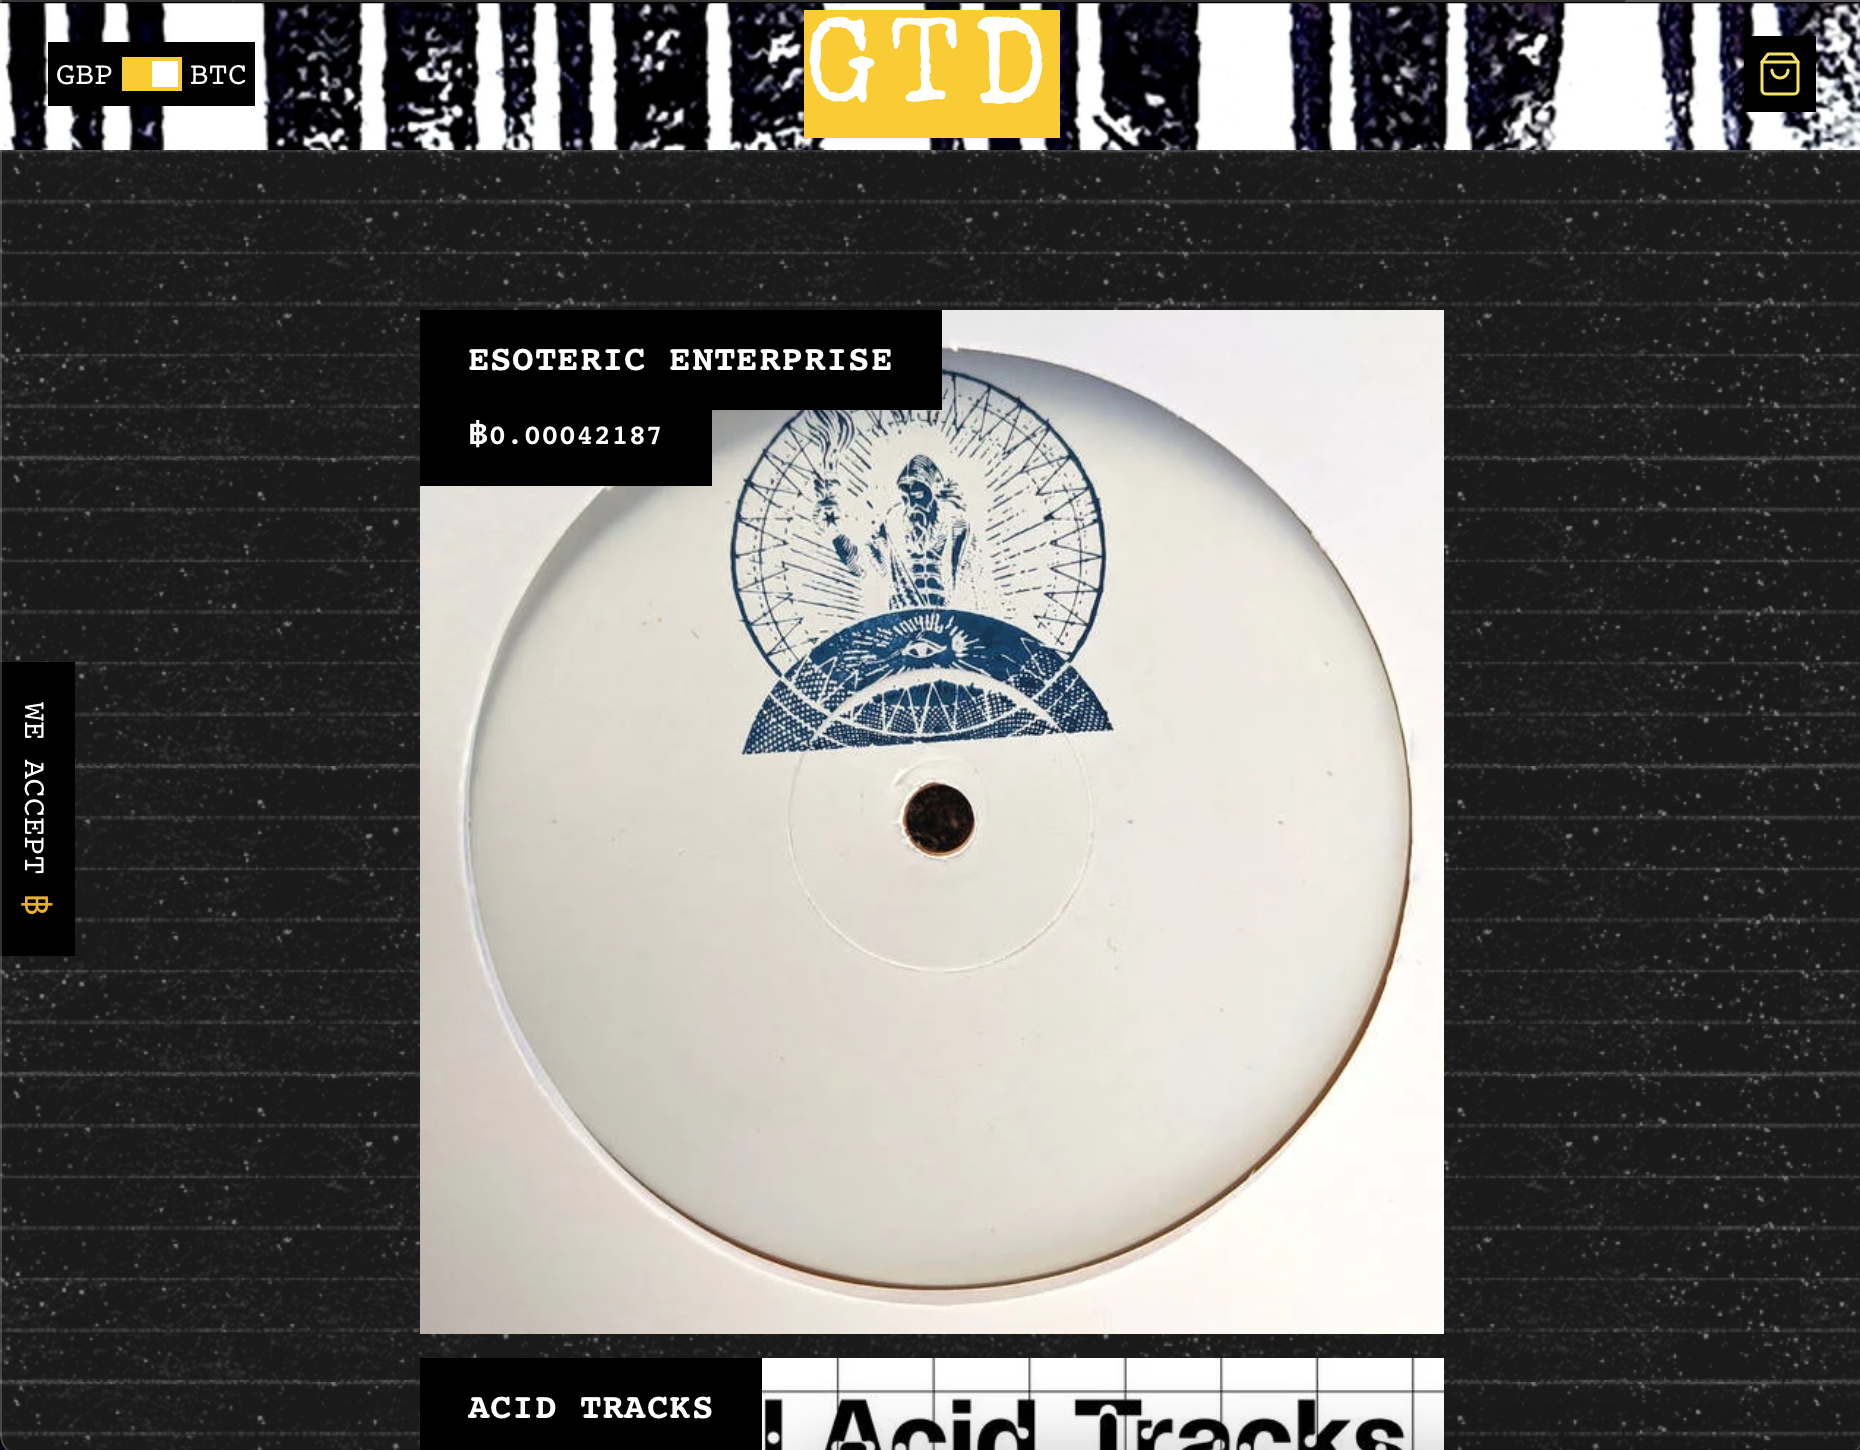 GBP BTC
GTD
ESOTERIC ENTERPRISE
฿0.00042187
WE ACCEPT ฿
ACID TRACKS
Acid Tracks